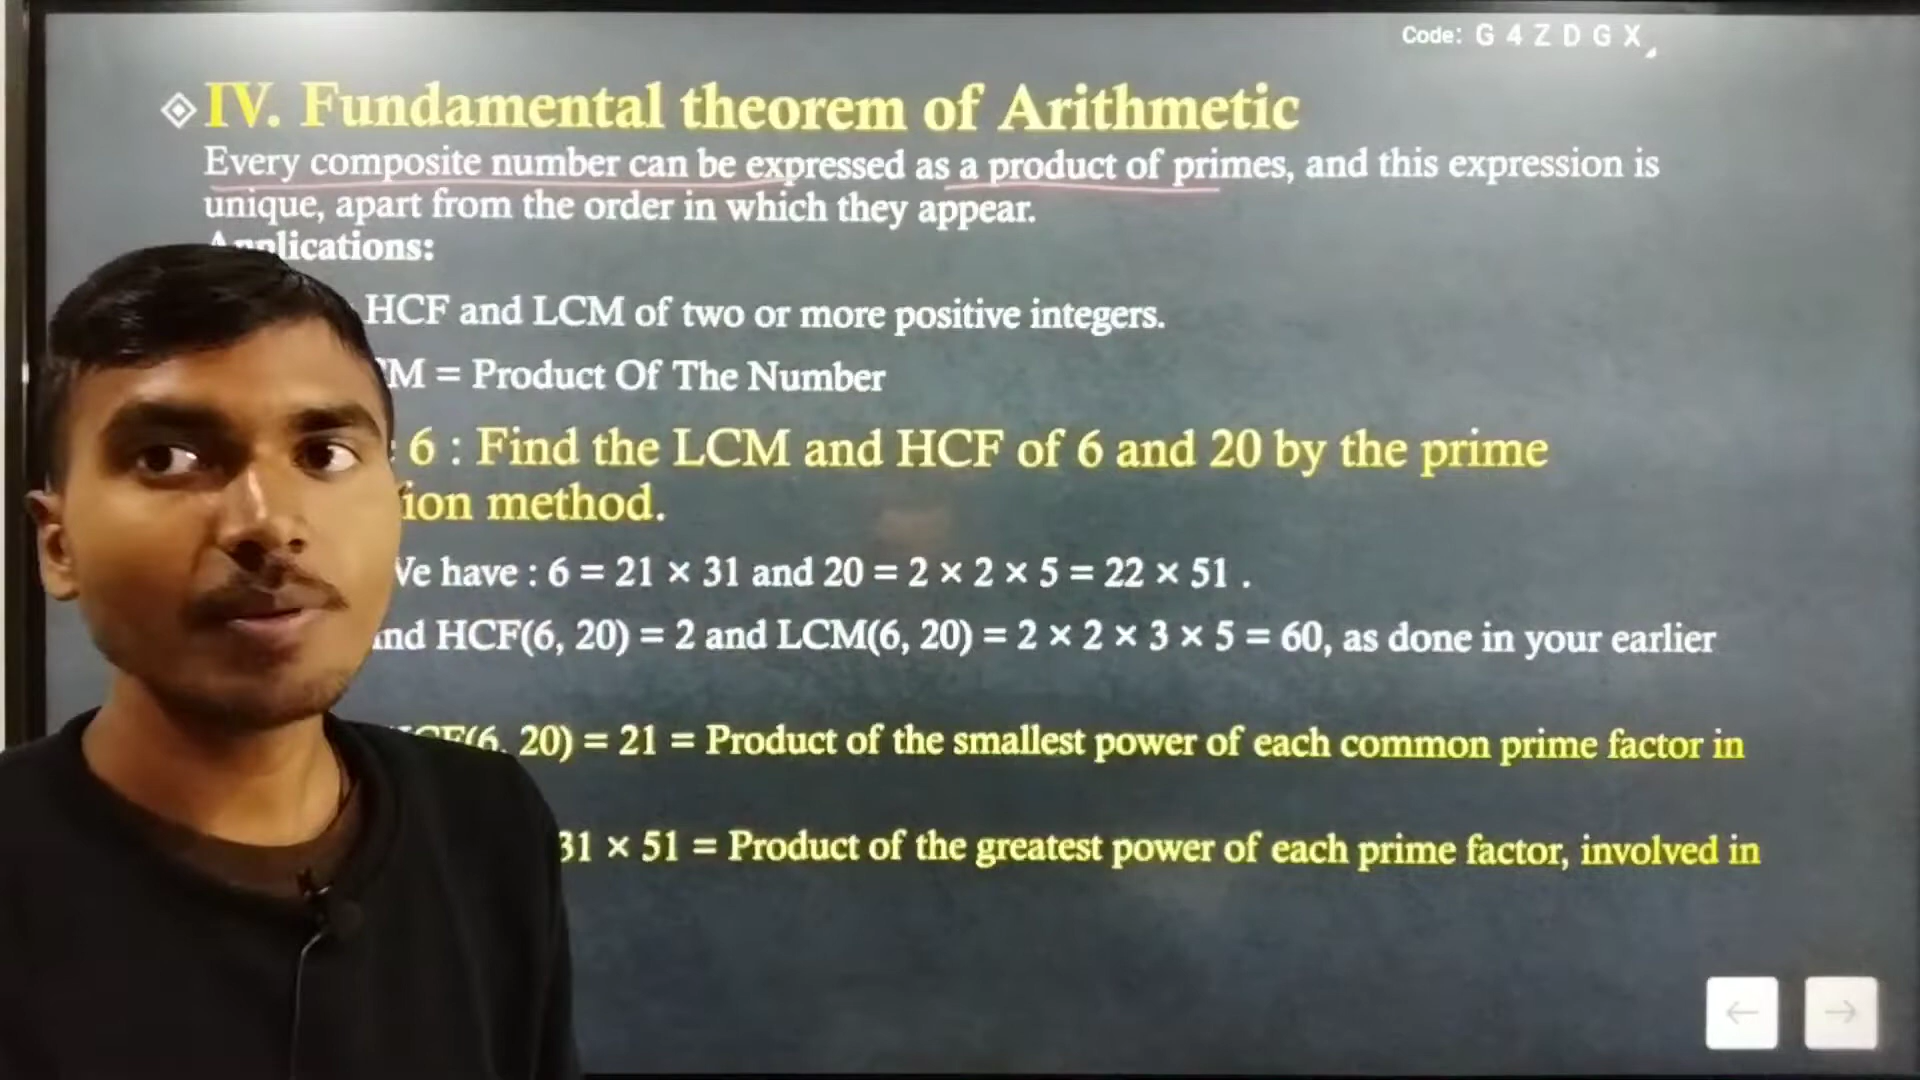 Code: G 4 Z D G X
IV. Fundamental theorem of Arithmetic
Every composite number can be expressed as a product of primes, and this expression is
unique, apart from the order in which they appear.
Applications:
HCF and LCM of two or more positive integers.
= Product Of The Number
6 : Find the LCM and HCF of 6 and 20 by the prime
method.
have : 6 = 21 × 31 and 20 = 2 × 2 × 5 = 22 × 51 .
HCF(6, 20) = 2 and LCM(6, 20) = 2 × 2 × 3 × 5 = 60, as done in your earlier
HCF(6, 20) = 21 = Product of the smallest power of each common prime factor in
31 × 51 = Product of the greatest power of each prime factor, involved in